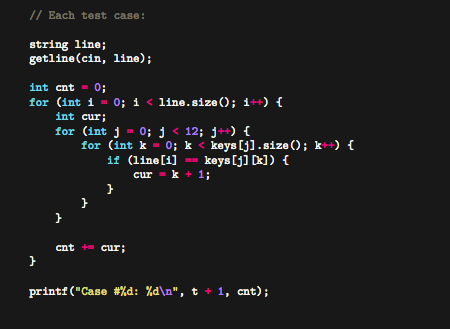 // Each test case:
string line;
getline(cin, line);
int cnt = 0;
for (int i = 0; i < line.size(); i++) {
int cur;
for (int j = 0; j < 12; j++) {
for (int k = 0; k < keys[j].size(); k++) {
if (line[i] == keys[j][k]) {
cur = k + 1;
}
}
}
cnt += cur;
}
printf("Case #%d: %d\n", t + 1, cnt);